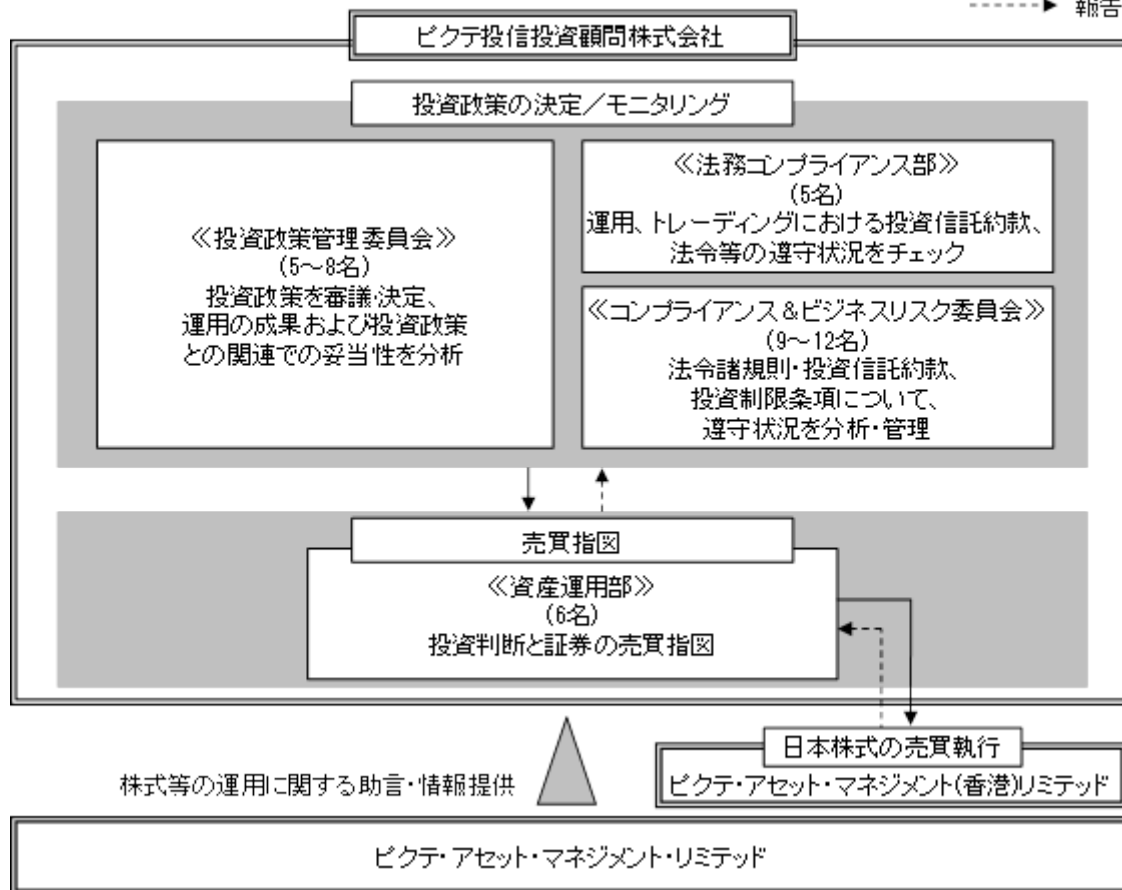 報告
ピクテ投信投資顧問株式会社
投資政策の決定／モニタリング
≪投資政策管理委員会≫
(5～8名)
投資政策を審議・決定、
運用の成果および投資政策
との関連での妥当性を分析
≪法務コンプライアンス部≫
(5名)
運用、トレーディングにおける投資信託約款、
法令等の遵守状況をチェック
≪コンプライアンス＆ビジネスリスク委員会≫
(9～12名)
法令諸規則・投資信託約款、
投資制限条項について、
遵守状況を分析・管理
売買指図
≪資産運用部≫
(6名)
投資判断と証券の売買指図
日本株式の売買執行
ピクテ・アセット・マネジメント(香港)リミテッド
株式等の運用に関する助言・情報提供
ピクテ・アセット・マネジメント・リミテッド